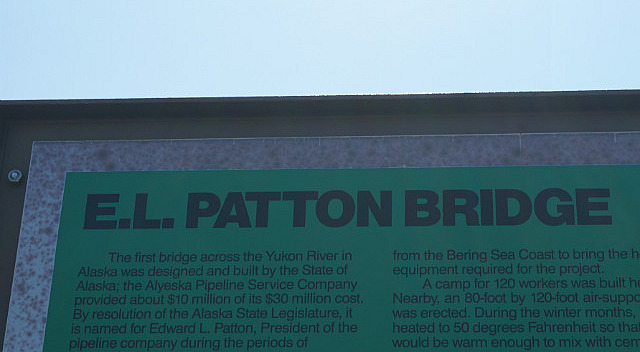 E.L. PATTON BRIDGE
The first bridge across the Yukon River in
Alaska was designed and built by the State of
Alaska; the Alyeska Pipeline Service Company
provided about $10 million of its $30 million cost.
By resolution of the Alaska State Legislature, it
is named for Edward L. Patton, President of the
pipeline company during the periods of
from the Bering Sea Coast to bring the
equipment required for the project.
A camp for 120 workers was built
Nearby, an 80-foot by 120-foot
was erected. During the winter months,
heated to 50 degrees Fahrenheit so
would be warm enough to mix with